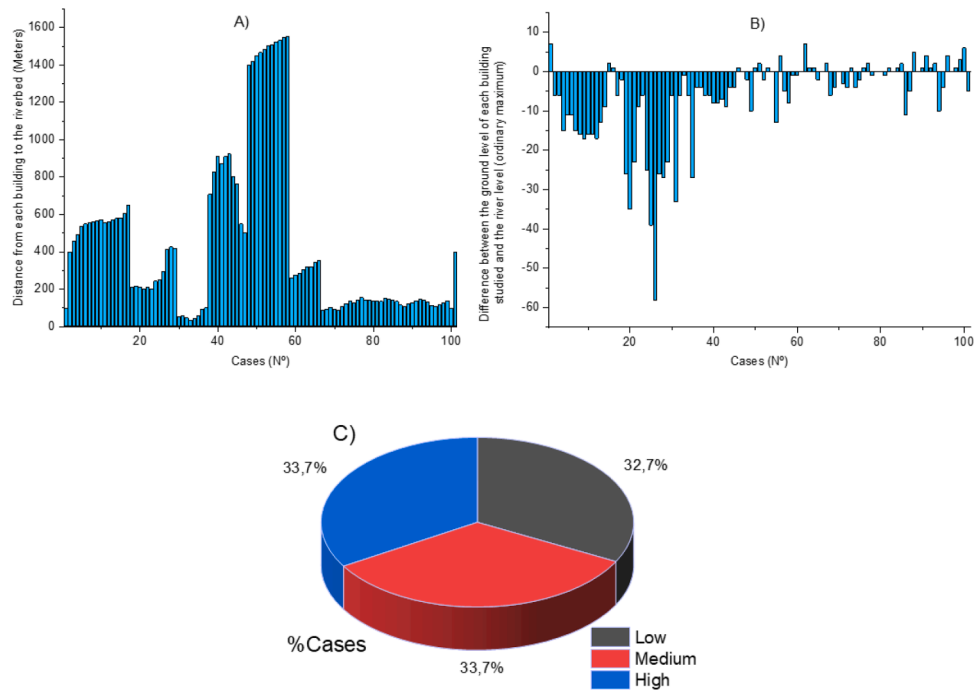 A)
Distance from each building to the riverbed (Meters)
1600
1400
1200
1000
800
600
400
200
0
20
40
60
80
100
Cases (Nº)
B)
Difference between the ground level of each building
studied and the river level (ordinary maximum)
10
0
-10
-20
-30
-40
-50
-60
20
40
60
80
100
Cases (Nº)
C)
33,7%
32,7%
33,7%
%Cases
Low
Medium
High